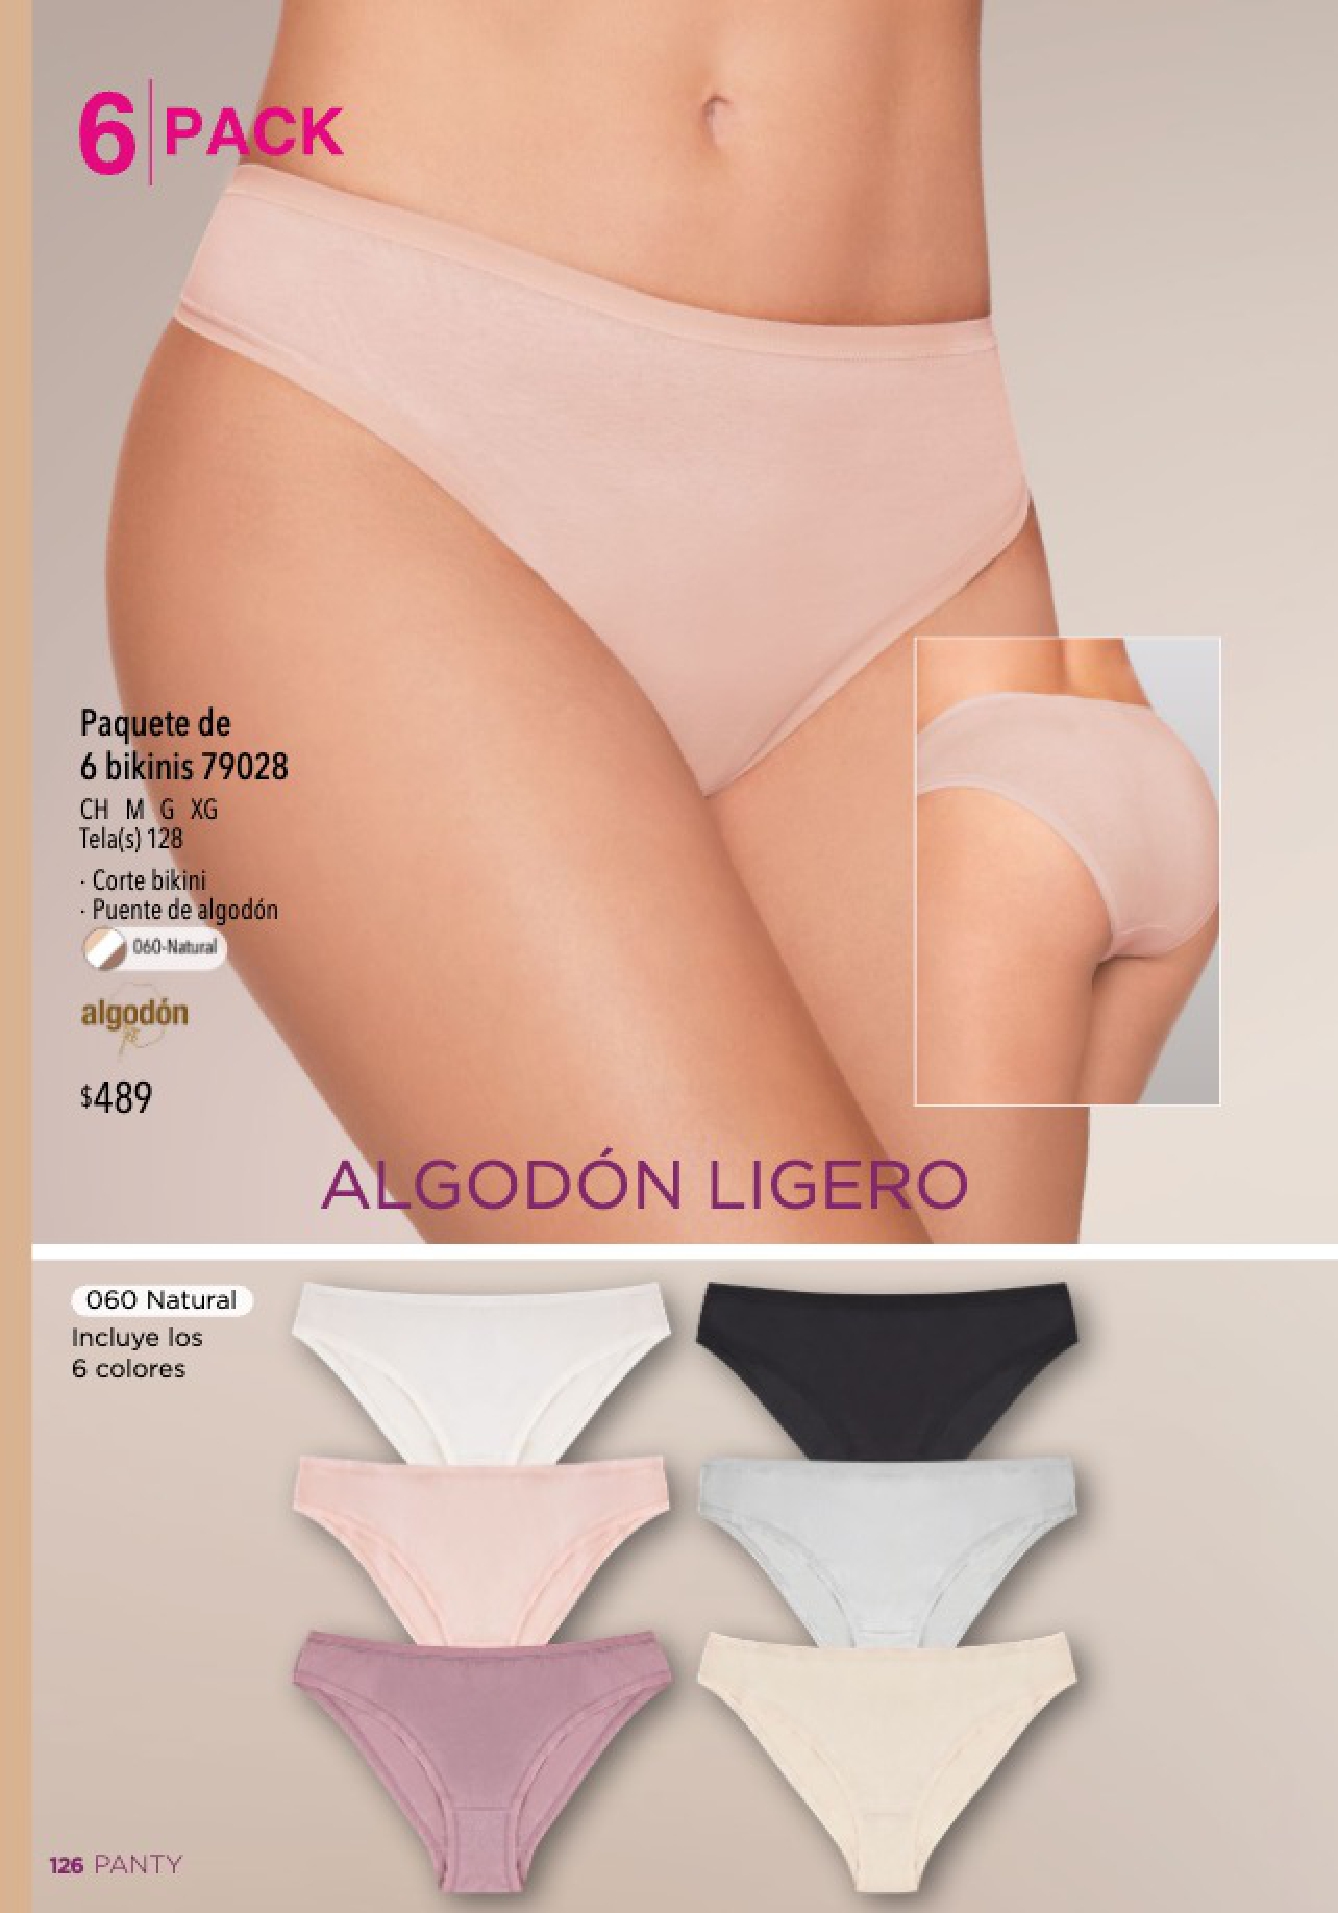 6 PACK
Paquete de
6 bikinis 79028
CH M G XG
Tela(s) 128
· Corte bikini
· Puente de algodón
060-Natural
algodón
$489
ALGODÓN LIGERO
060 Natural
Incluye los
6 colores
126 PANTY